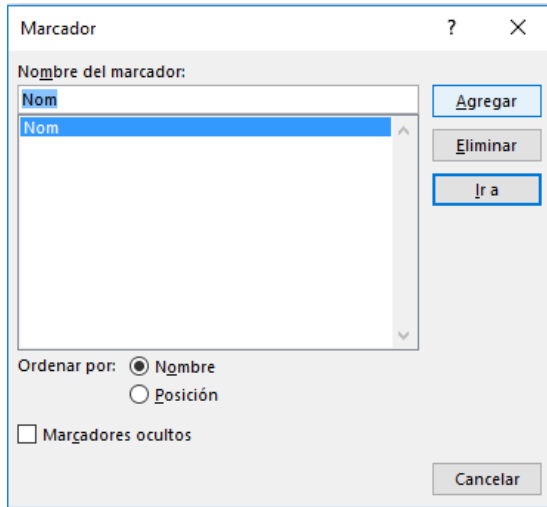 Marcador ?
Nombre del marcador:
Nom
Agregar
Nom
Eliminar
Ir a
Ordenar por: Nombre
Posición
Marcadores ocultos
Cancelar